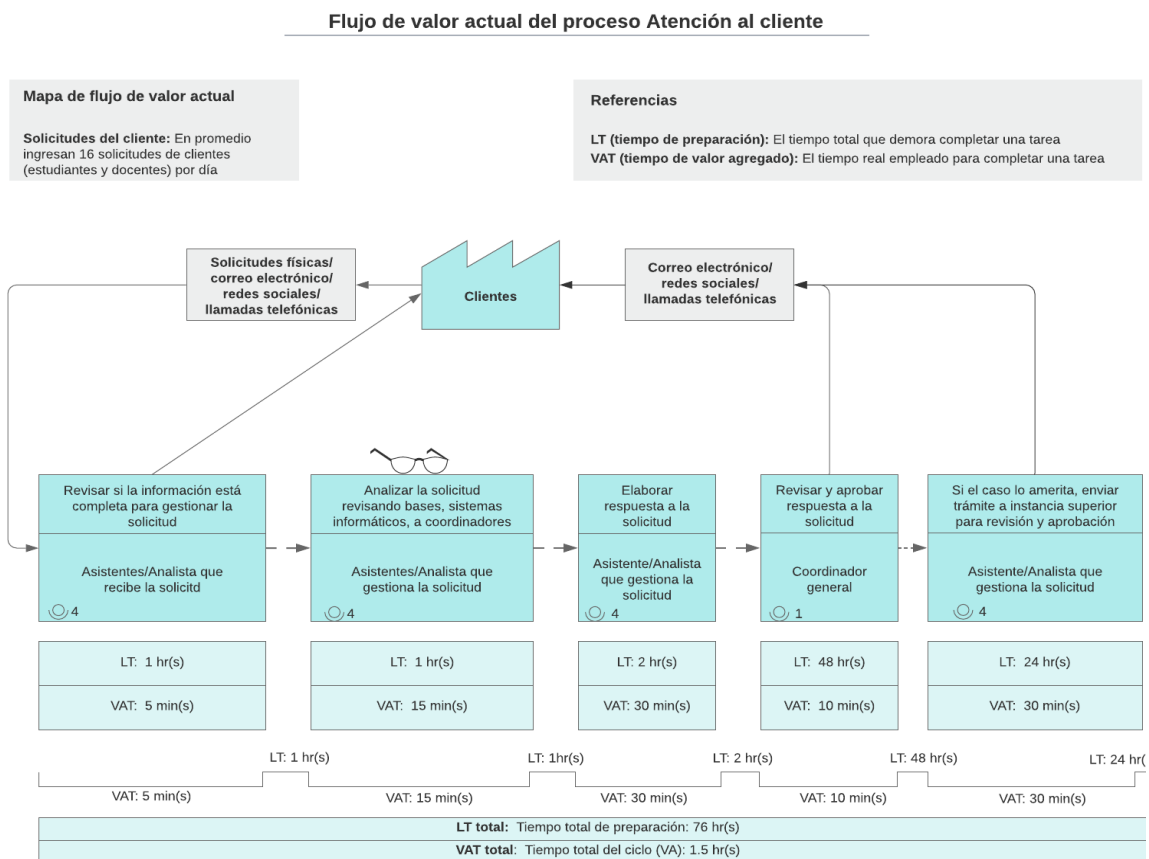 Flujo de valor actual del proceso Atención al cliente
Mapa de flujo de valor actual
Solicitudes del cliente: En promedio
ingresan 16 solicitudes de clientes
(estudiantes y docentes) por día
Referencias
LT (tiempo de preparación): El tiempo total que demora completar una tarea
VAT (tiempo de valor agregado): El tiempo real empleado para completar una tarea
Solicitudes físicas/
correo electrónico/
redes sociales/
llamadas telefónicas
Clientes
Correo electrónico/
redes sociales/
llamadas telefónicas
Revisar si la información está
completa para gestionar la
solicitud
Asistentes/Analista que
recibe la solicitd
4
Analizar la solicitud
revisando bases, sistemas
informáticos, a coordinadores
Asistentes/Analista que
gestiona la solicitud
4
Elaborar
respuesta a la
solicitud
Asistente/Analista
que gestiona la
solicitud
4
Revisar y aprobar
respuesta a la
solicitud
Coordinador
general
1
Si el caso lo amerita, enviar
trámite a instancia superior
para revisión y aprobación
Asistente/Analista que
gestiona la solicitud
4
LT: 1 hr(s)
VAT: 5 min(s)
LT: 1 hr(s)
VAT: 15 min(s)
LT: 2 hr(s)
VAT: 30 min(s)
LT: 48 hr(s)
VAT: 10 min(s)
LT: 24 hr(s)
VAT: 30 min(s)
LT: 1 hr(s)
LT: 1hr(s)
LT: 2 hr(s)
LT: 48 hr(s)
LT: 24 hr(
VAT: 5 min(s)
VAT: 15 min(s)
VAT: 30 min(s)
VAT: 10 min(s)
VAT: 30 min(s)
LT total: Tiempo total de preparación: 76 hr(s)
VAT total: Tiempo total del ciclo (VA): 1.5 hr(s)